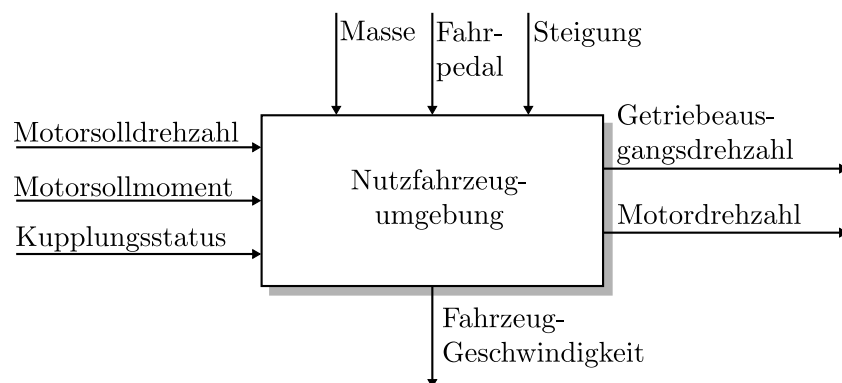 Masse
Fahr-
pedal
Steigung
Motorsolldrehzahl
Motorsollmoment
Kupplungsstatus
Nutzfahrzeug-
umgebung
Getriebeaus-
gangsdrehzahl
Motordrehzahl
Fahrzeug-
Geschwindigkeit